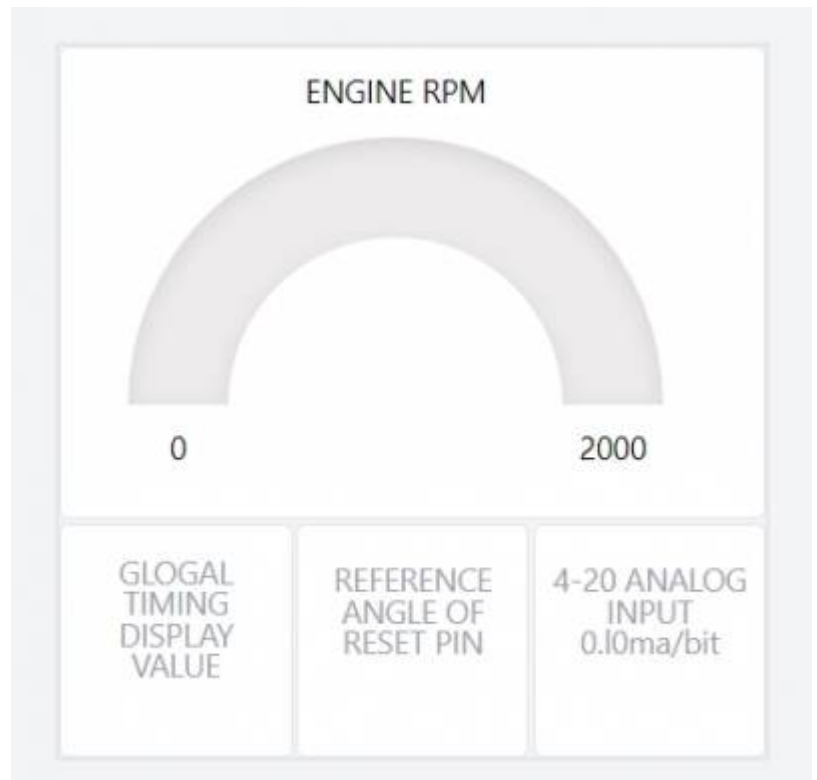 ENGINE RPM
0
2000
GLOGAL
TIMING
DISPLAY
VALUE
REFERENCE
ANGLE OF
RESET PIN
4-20 ANALOG
INPUT
0.l0ma/bit